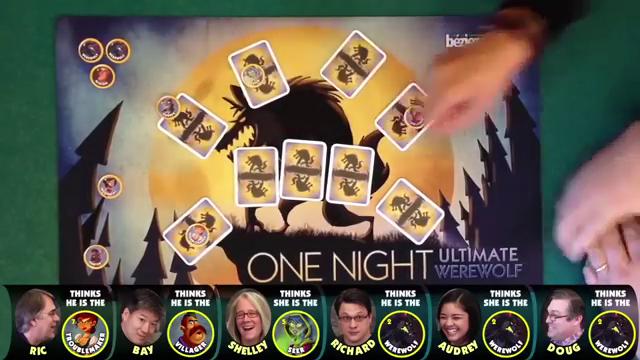 bézier
ONE NIGHT
ULTIMATE
WEREWOLF
THINKS
HE IS THE
TROUBLEMAKER
RIC
THINKS
HE IS THE
VILLAGER
BAY
THINKS
SHE IS THE
SEER
SHELLEY
THINKS
HE IS THE
WEREWOLF
RICHARD
THINKS
SHE IS THE
WEREWOLF
AUDREY
THINKS
HE IS THE
WEREWOLF
DOUG